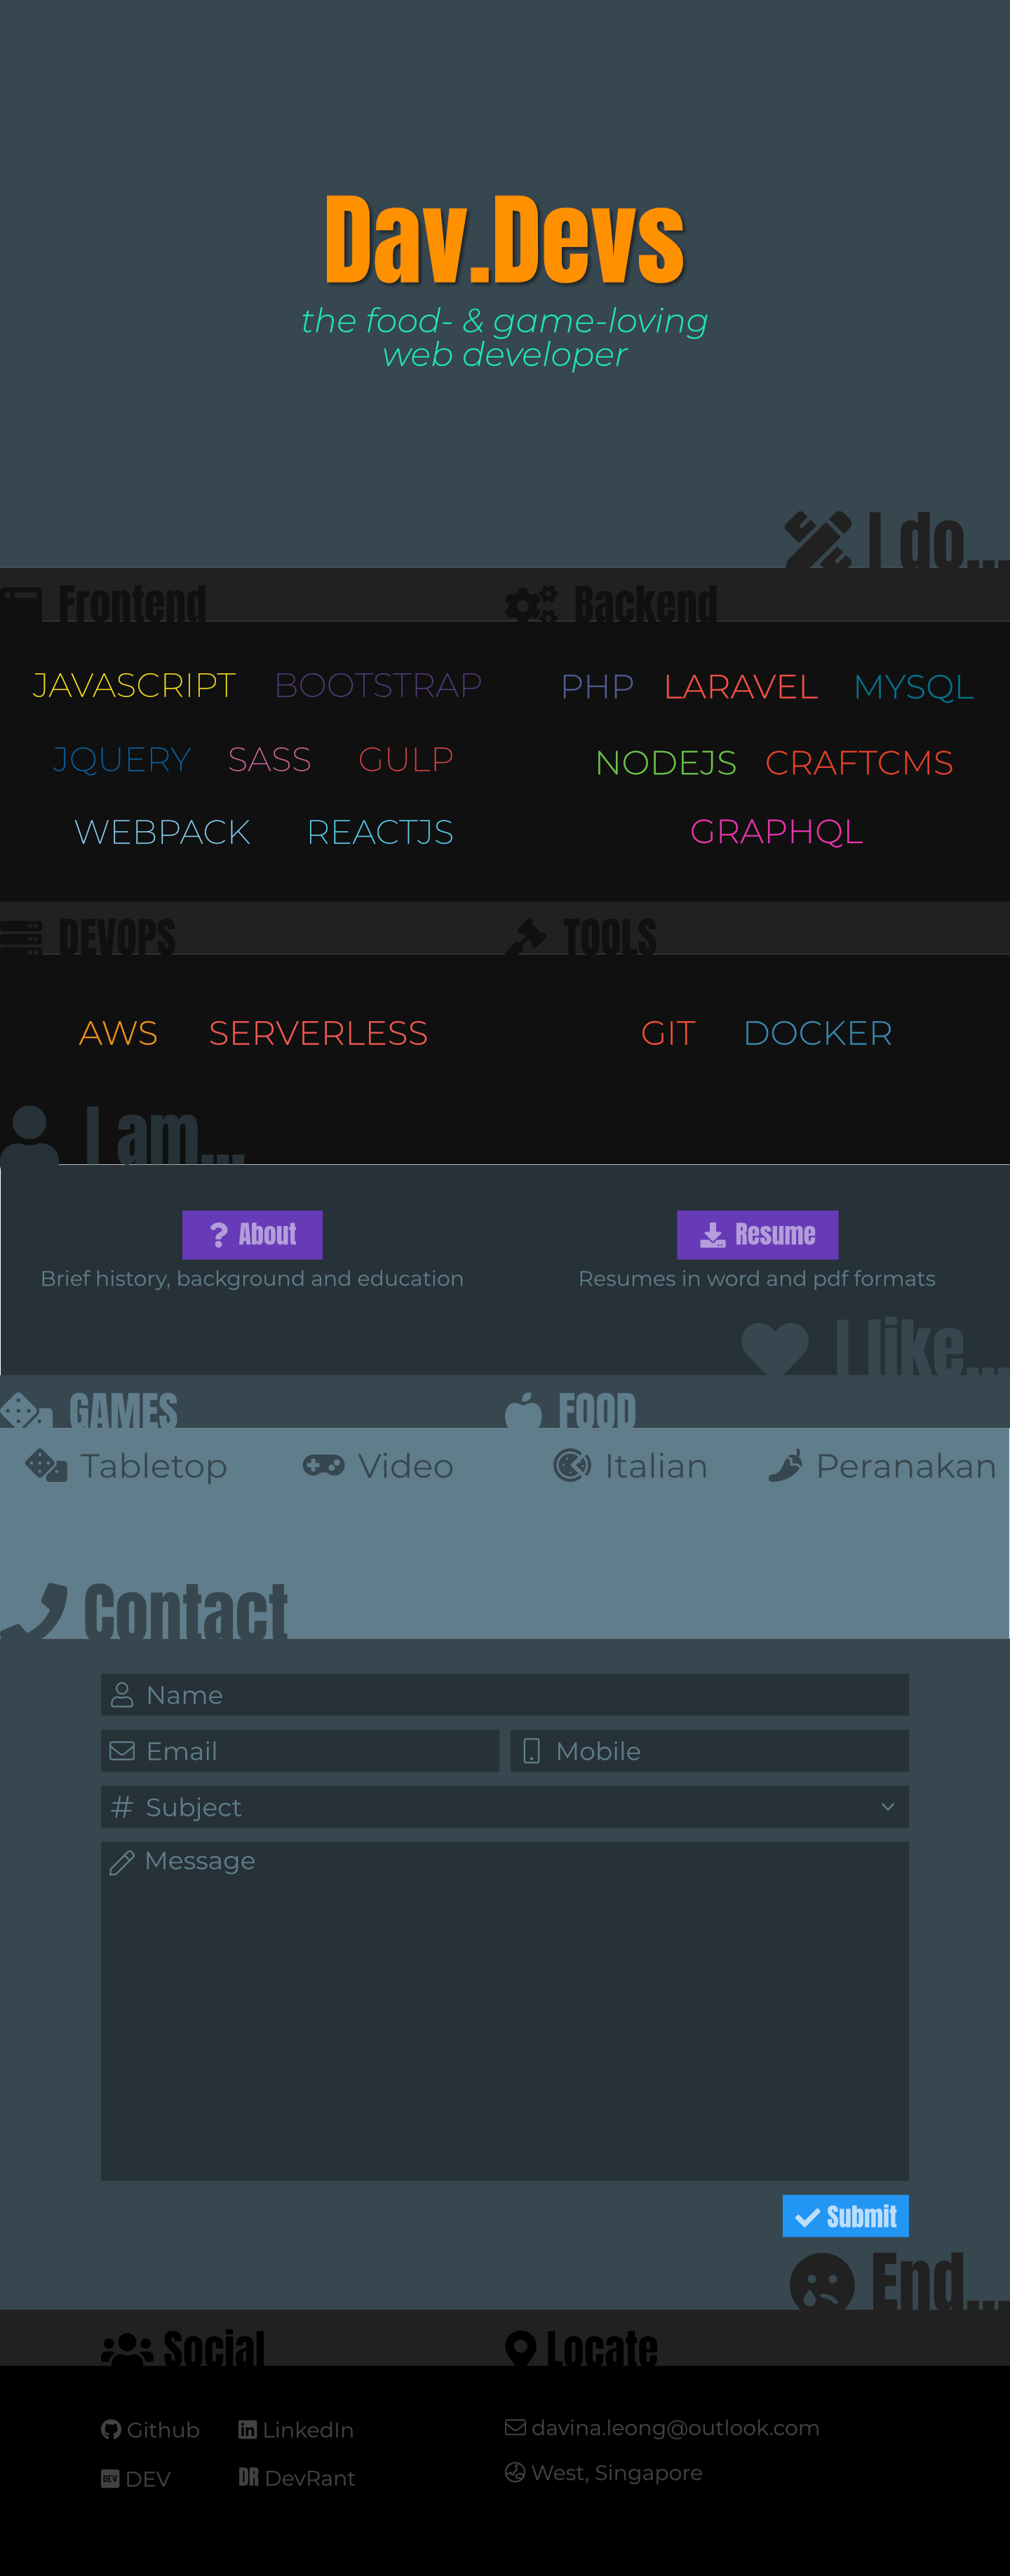 Dav.Devs
the food- & game-loving
web developer
I do...
Frontend
JAVASCRIPT BOOTSTRAP
JQUERY SASS GULP
WEBPACK REACTJS
Backend
PHP LARAVEL MYSQL
NODEJS CRAFTCMS
GRAPHQL
DEVOPS
AWS SERVERLESS
TOOLS
GIT DOCKER
I am...
? About
Brief history, background and education
Resume
Resumes in word and pdf formats
I like...
GAMES
Tabletop Video
FOOD
Italian Peranakan
Contact
Name
Email Mobile
# Subject
Message
Submit
End...
Social
Github LinkedIn
DEV DEV DR DevRant
Locate
davina.leong@outlook.com
West, Singapore